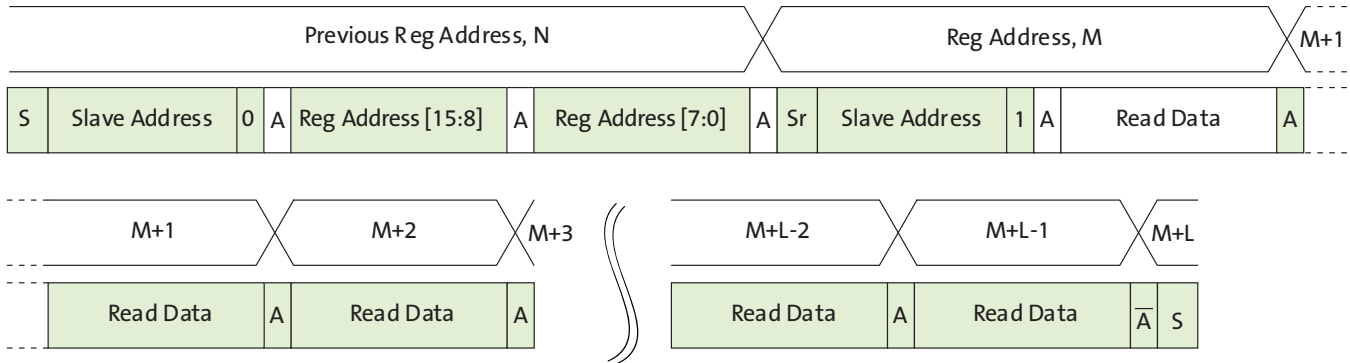 Previous Reg Address, N Reg Address, M M+1
S Slave Address 0 A Reg Address [15:8] A Reg Address [7:0] A Sr Slave Address 1 A Read Data A
M+1 M+2 M+3 M+L-2 M+L-1 M+L
Read Data A Read Data A Read Data A Read Data A̅ S